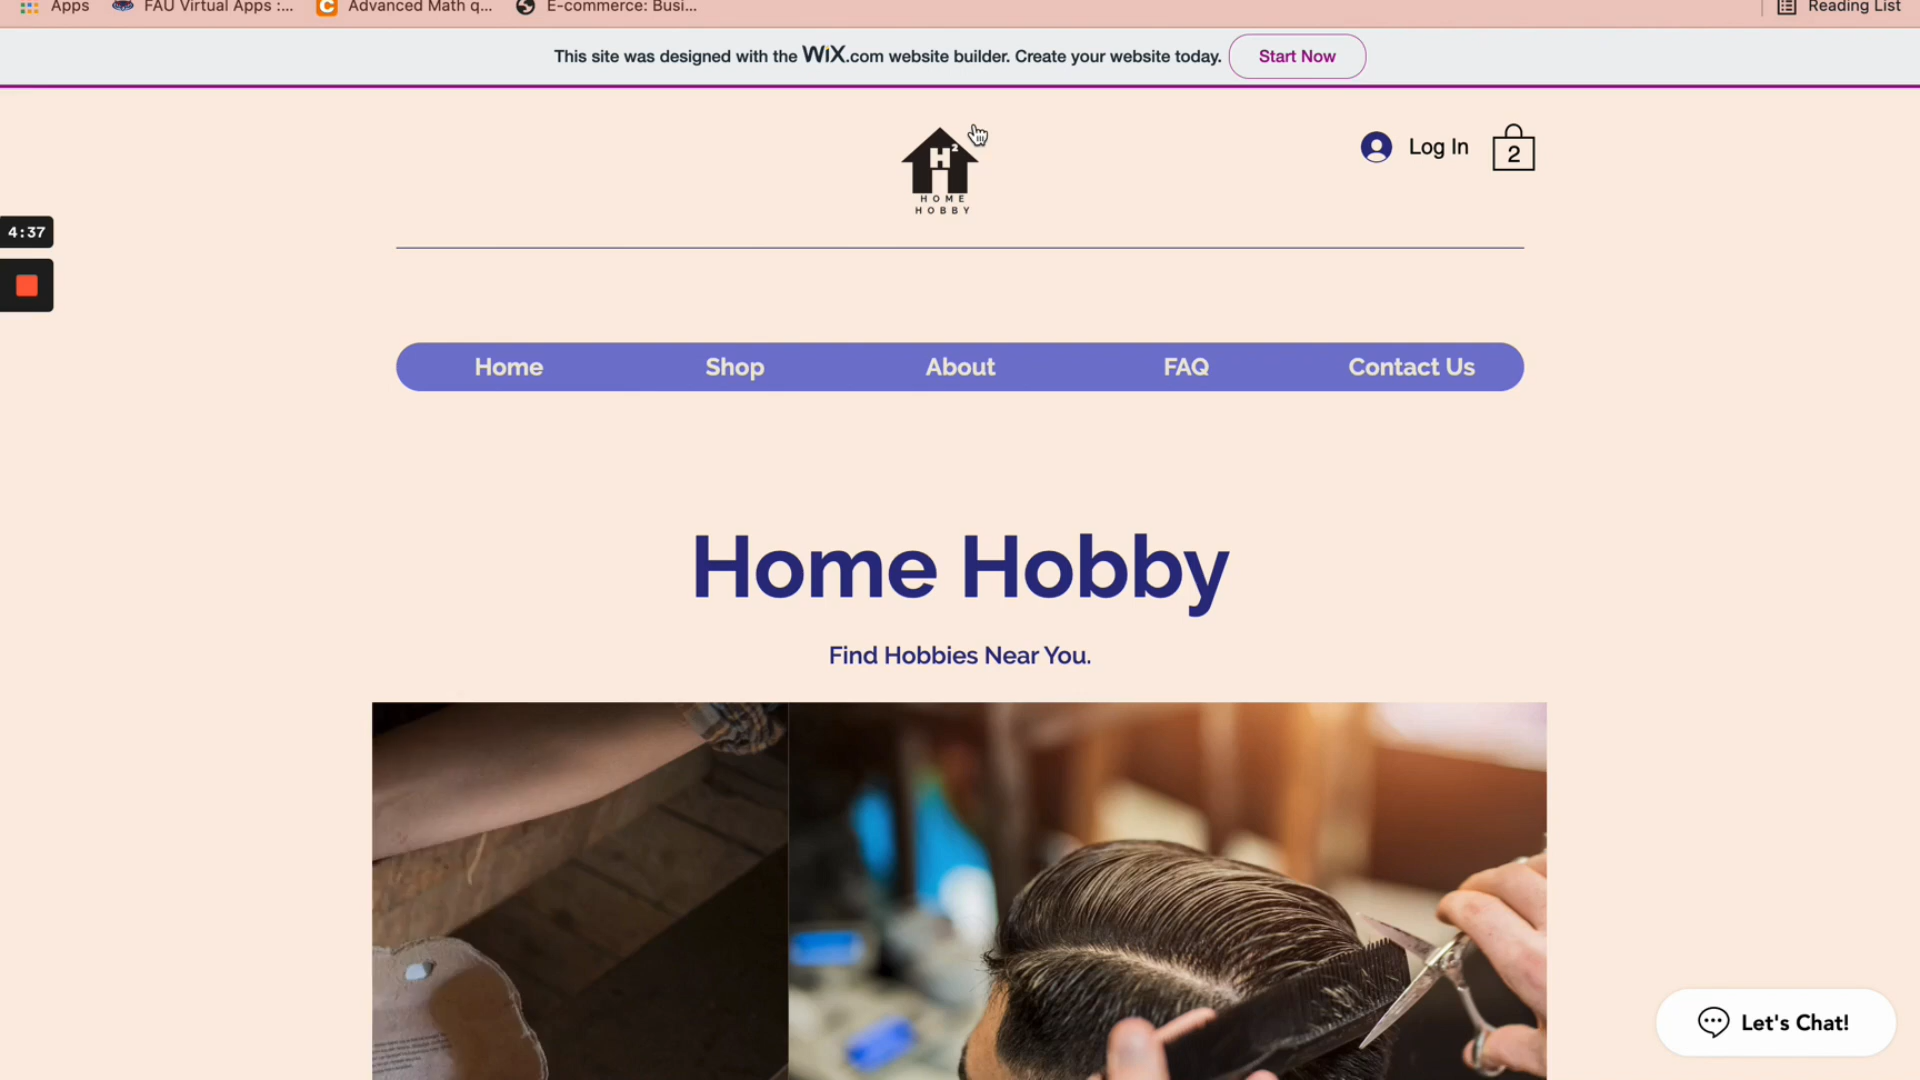 Apps FAU Virtual Apps :... Advanced Math q... E-commerce: Busi... Reading List
This site was designed with the WiX.com website builder. Create your website today. Start Now
H²
HOME
HOBBY
Log In 2
4:37
Home Shop About FAQ Contact Us
Home Hobby
Find Hobbies Near You.
Let's Chat!